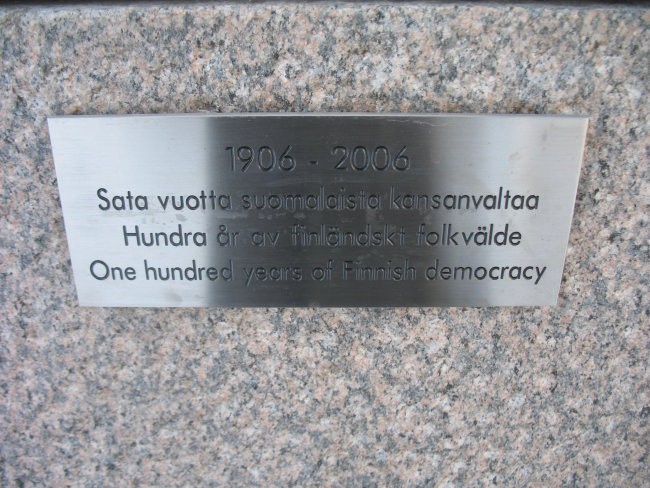 1906 - 2006
Sata vuotta suomalaista kansanvaltaa
Hundra år av finländskt folkvälde
One hundred years of Finnish democracy